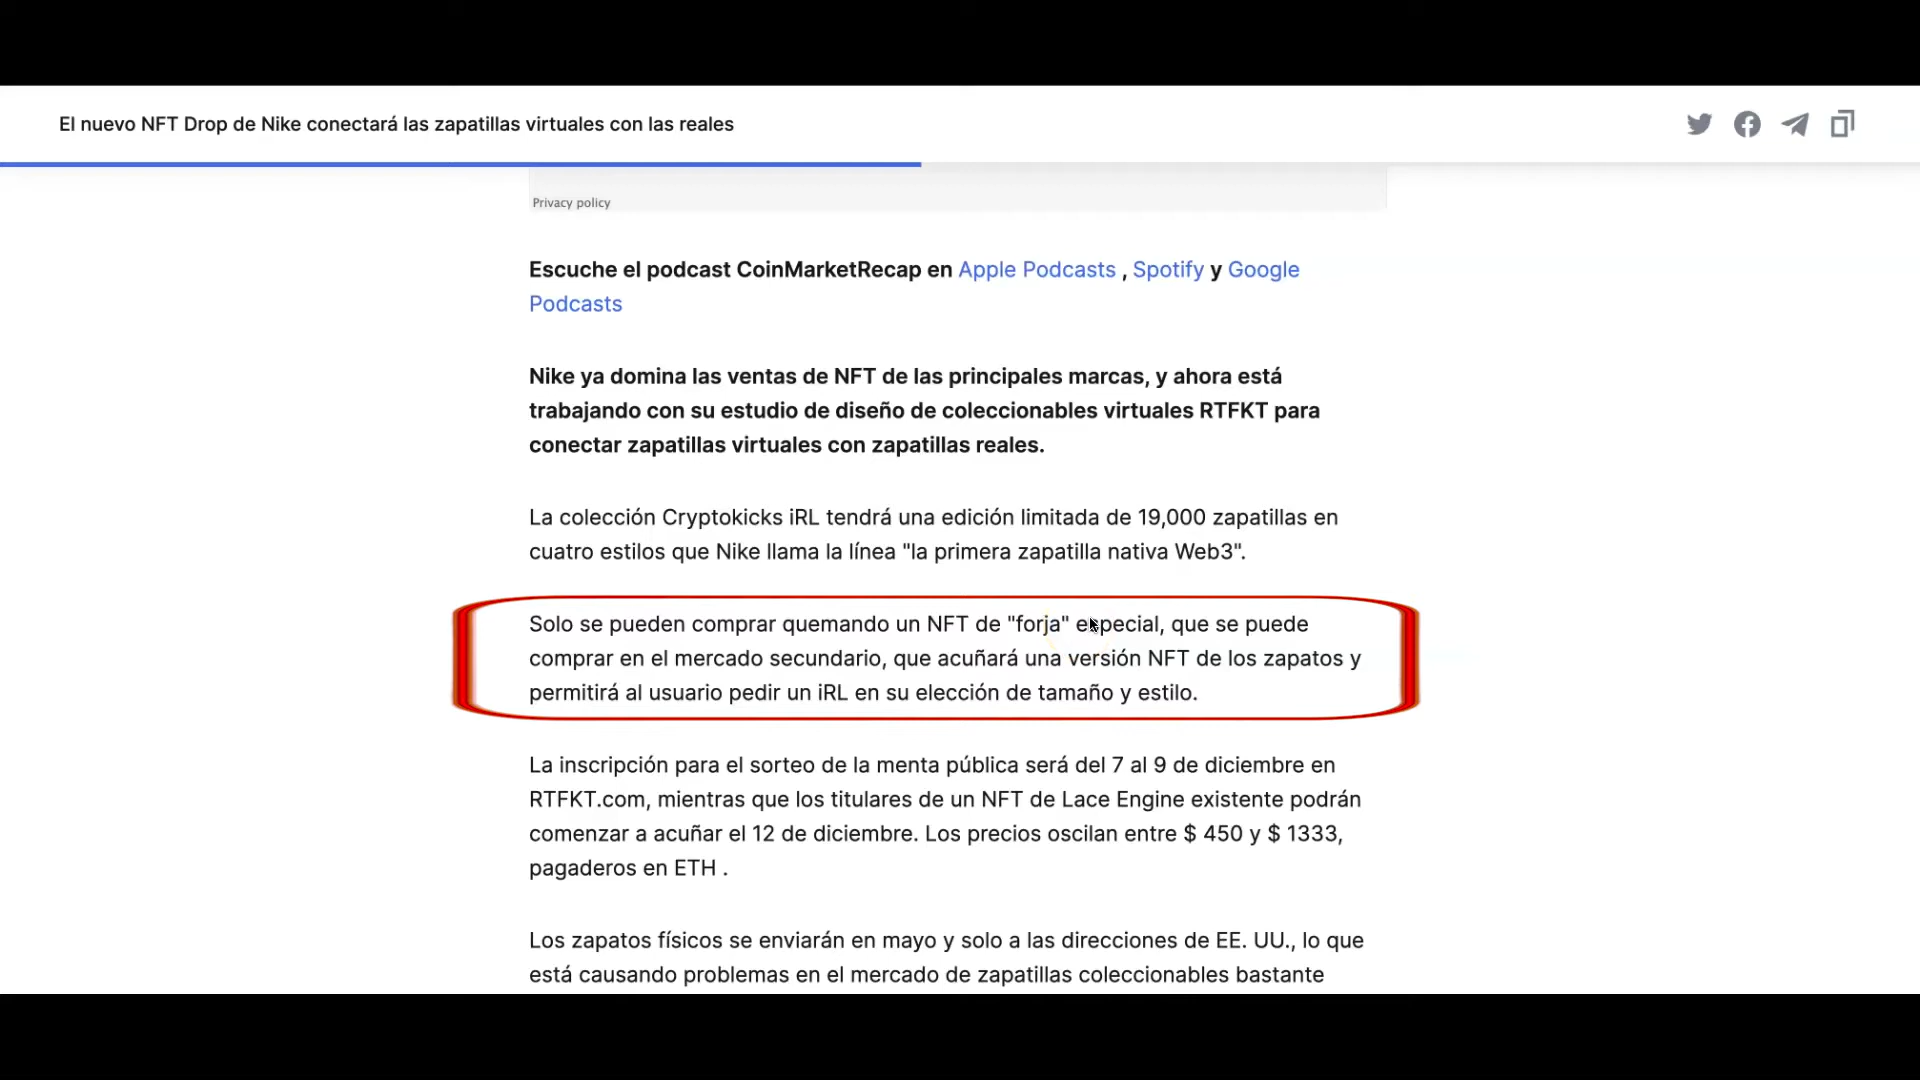 El nuevo NFT Drop de Nike conectará las zapatillas virtuales con las reales
Privacy policy
Escuche el podcast CoinMarketRecap en Apple Podcasts , Spotify y Google
Podcasts
Nike ya domina las ventas de NFT de las principales marcas, y ahora está
trabajando con su estudio de diseño de coleccionables virtuales RTFKT para
conectar zapatillas virtuales con zapatillas reales.
La colección Cryptokicks iRL tendrá una edición limitada de 19,000 zapatillas en
cuatro estilos que Nike llama la línea "la primera zapatilla nativa Web3".
Solo se pueden comprar quemando un NFT de "forja" especial, que se puede
comprar en el mercado secundario, que acuñará una versión NFT de los zapatos y
permitirá al usuario pedir un iRL en su elección de tamaño y estilo.
La inscripción para el sorteo de la menta pública será del 7 al 9 de diciembre en
RTFKT.com, mientras que los titulares de un NFT de Lace Engine existente podrán
comenzar a acuñar el 12 de diciembre. Los precios oscilan entre $ 450 y $ 1333,
pagaderos en ETH .
Los zapatos físicos se enviarán en mayo y solo a las direcciones de EE. UU., lo que
está causando problemas en el mercado de zapatillas coleccionables bastante